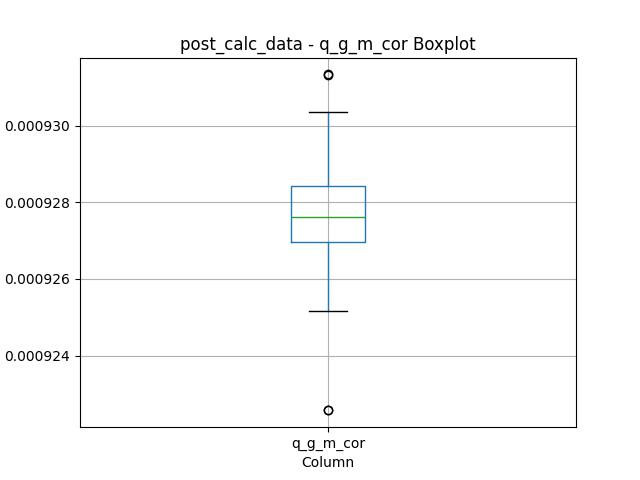 post_calc_data - q_g_m_cor Boxplot
0.000930
0.000928
0.000926
0.000924
q_g_m_cor
Column